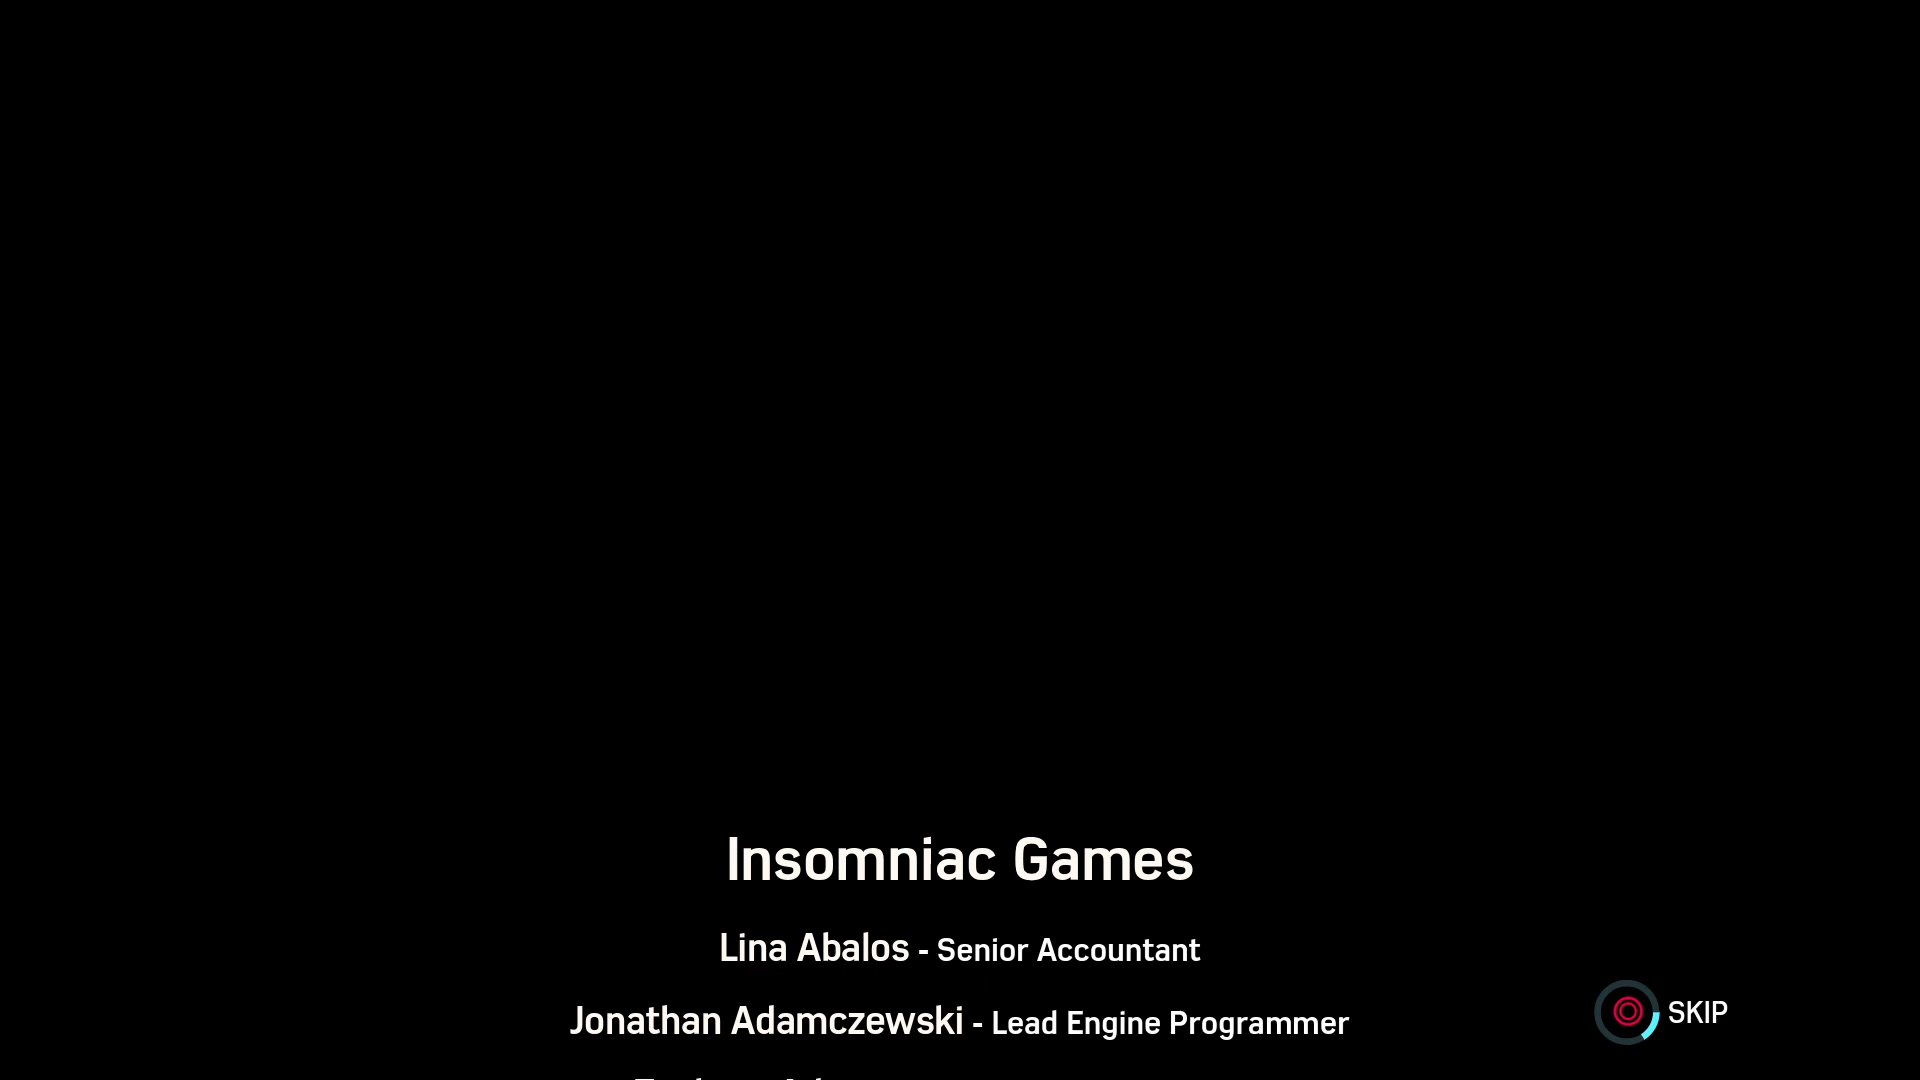 Insomniac Games
Lina Abalos - Senior Accountant
Jonathan Adamczewski - Lead Engine Programmer
SKIP